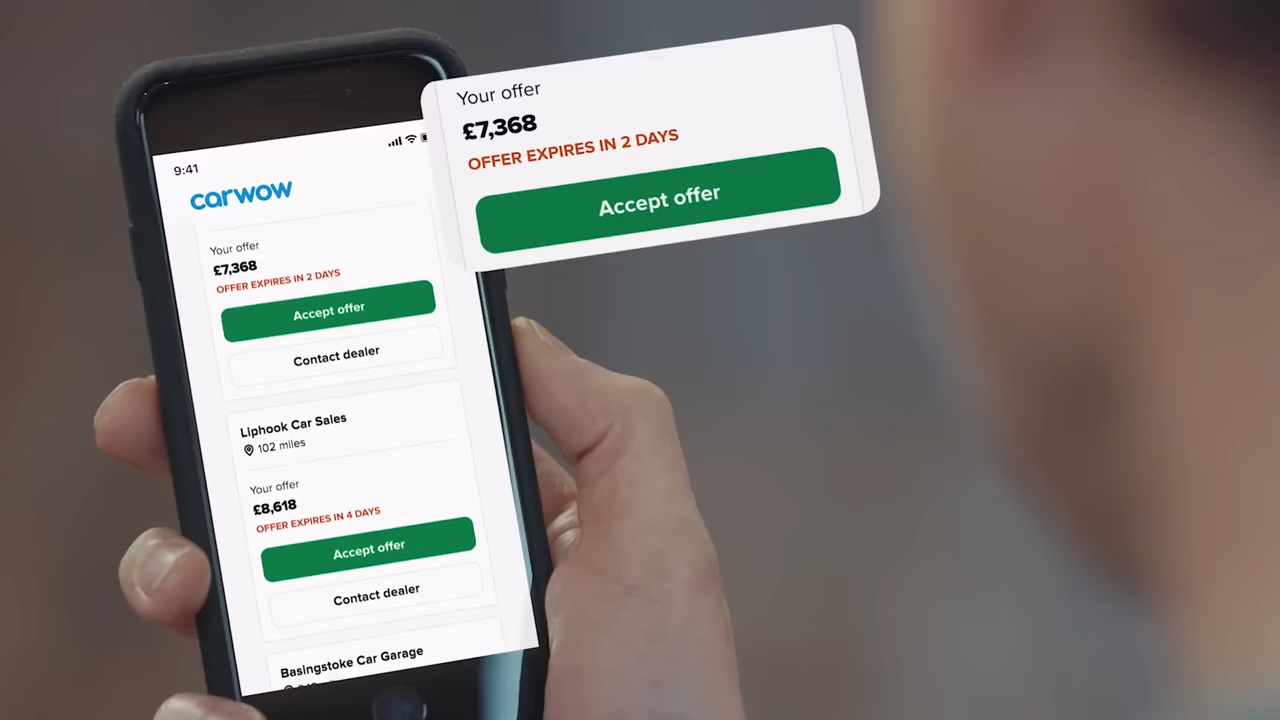 9:41
carwow
Your offer
£7,368
OFFER EXPIRES IN 2 DAYS
Accept offer
Contact dealer
Liphook Car Sales
102 miles
Your offer
£8,618
OFFER EXPIRES IN 4 DAYS
Accept offer
Contact dealer
Basingstoke Car Garage
Your offer
£7,368
OFFER EXPIRES IN 2 DAYS
Accept offer